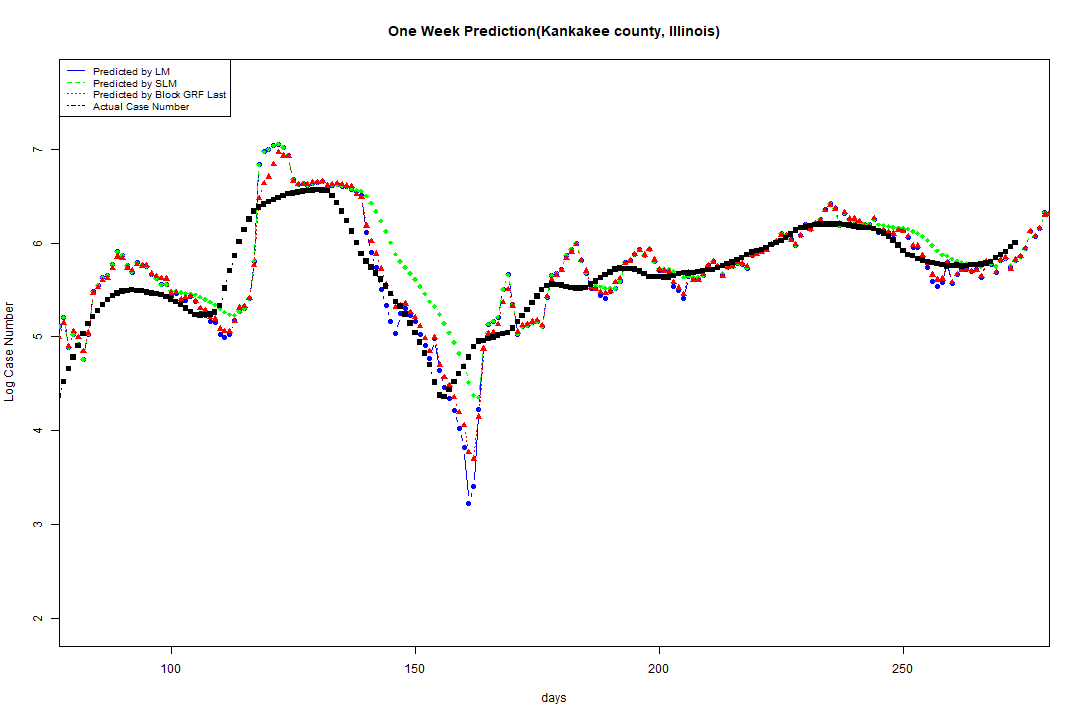 One Week Prediction(Kankakee county, Illinois)
Predicted by LM
Predicted by SLM
Predicted by Block GRF Last
Actual Case Number
7
6
5
4
3
2
Log Case Number
100 150 200 250
days